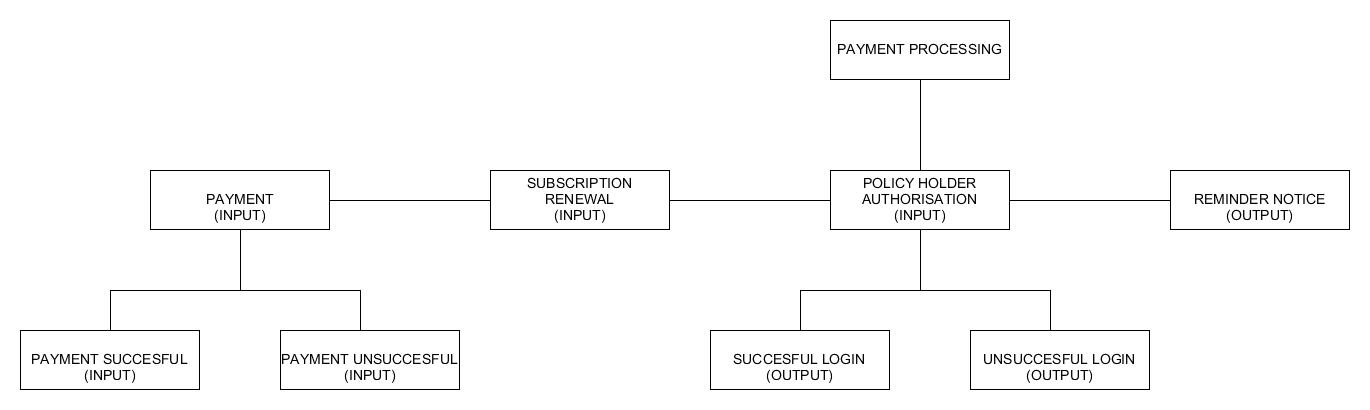 PAYMENT PROCESSING
PAYMENT
(INPUT)
SUBSCRIPTION
RENEWAL
(INPUT)
POLICY HOLDER
AUTHORISATION
(INPUT)
REMINDER NOTICE
(OUTPUT)
PAYMENT SUCCESFUL
(INPUT)
PAYMENT UNSUCCESFUL
(INPUT)
SUCCESFUL LOGIN
(OUTPUT)
UNSUCCESFUL LOGIN
(OUTPUT)